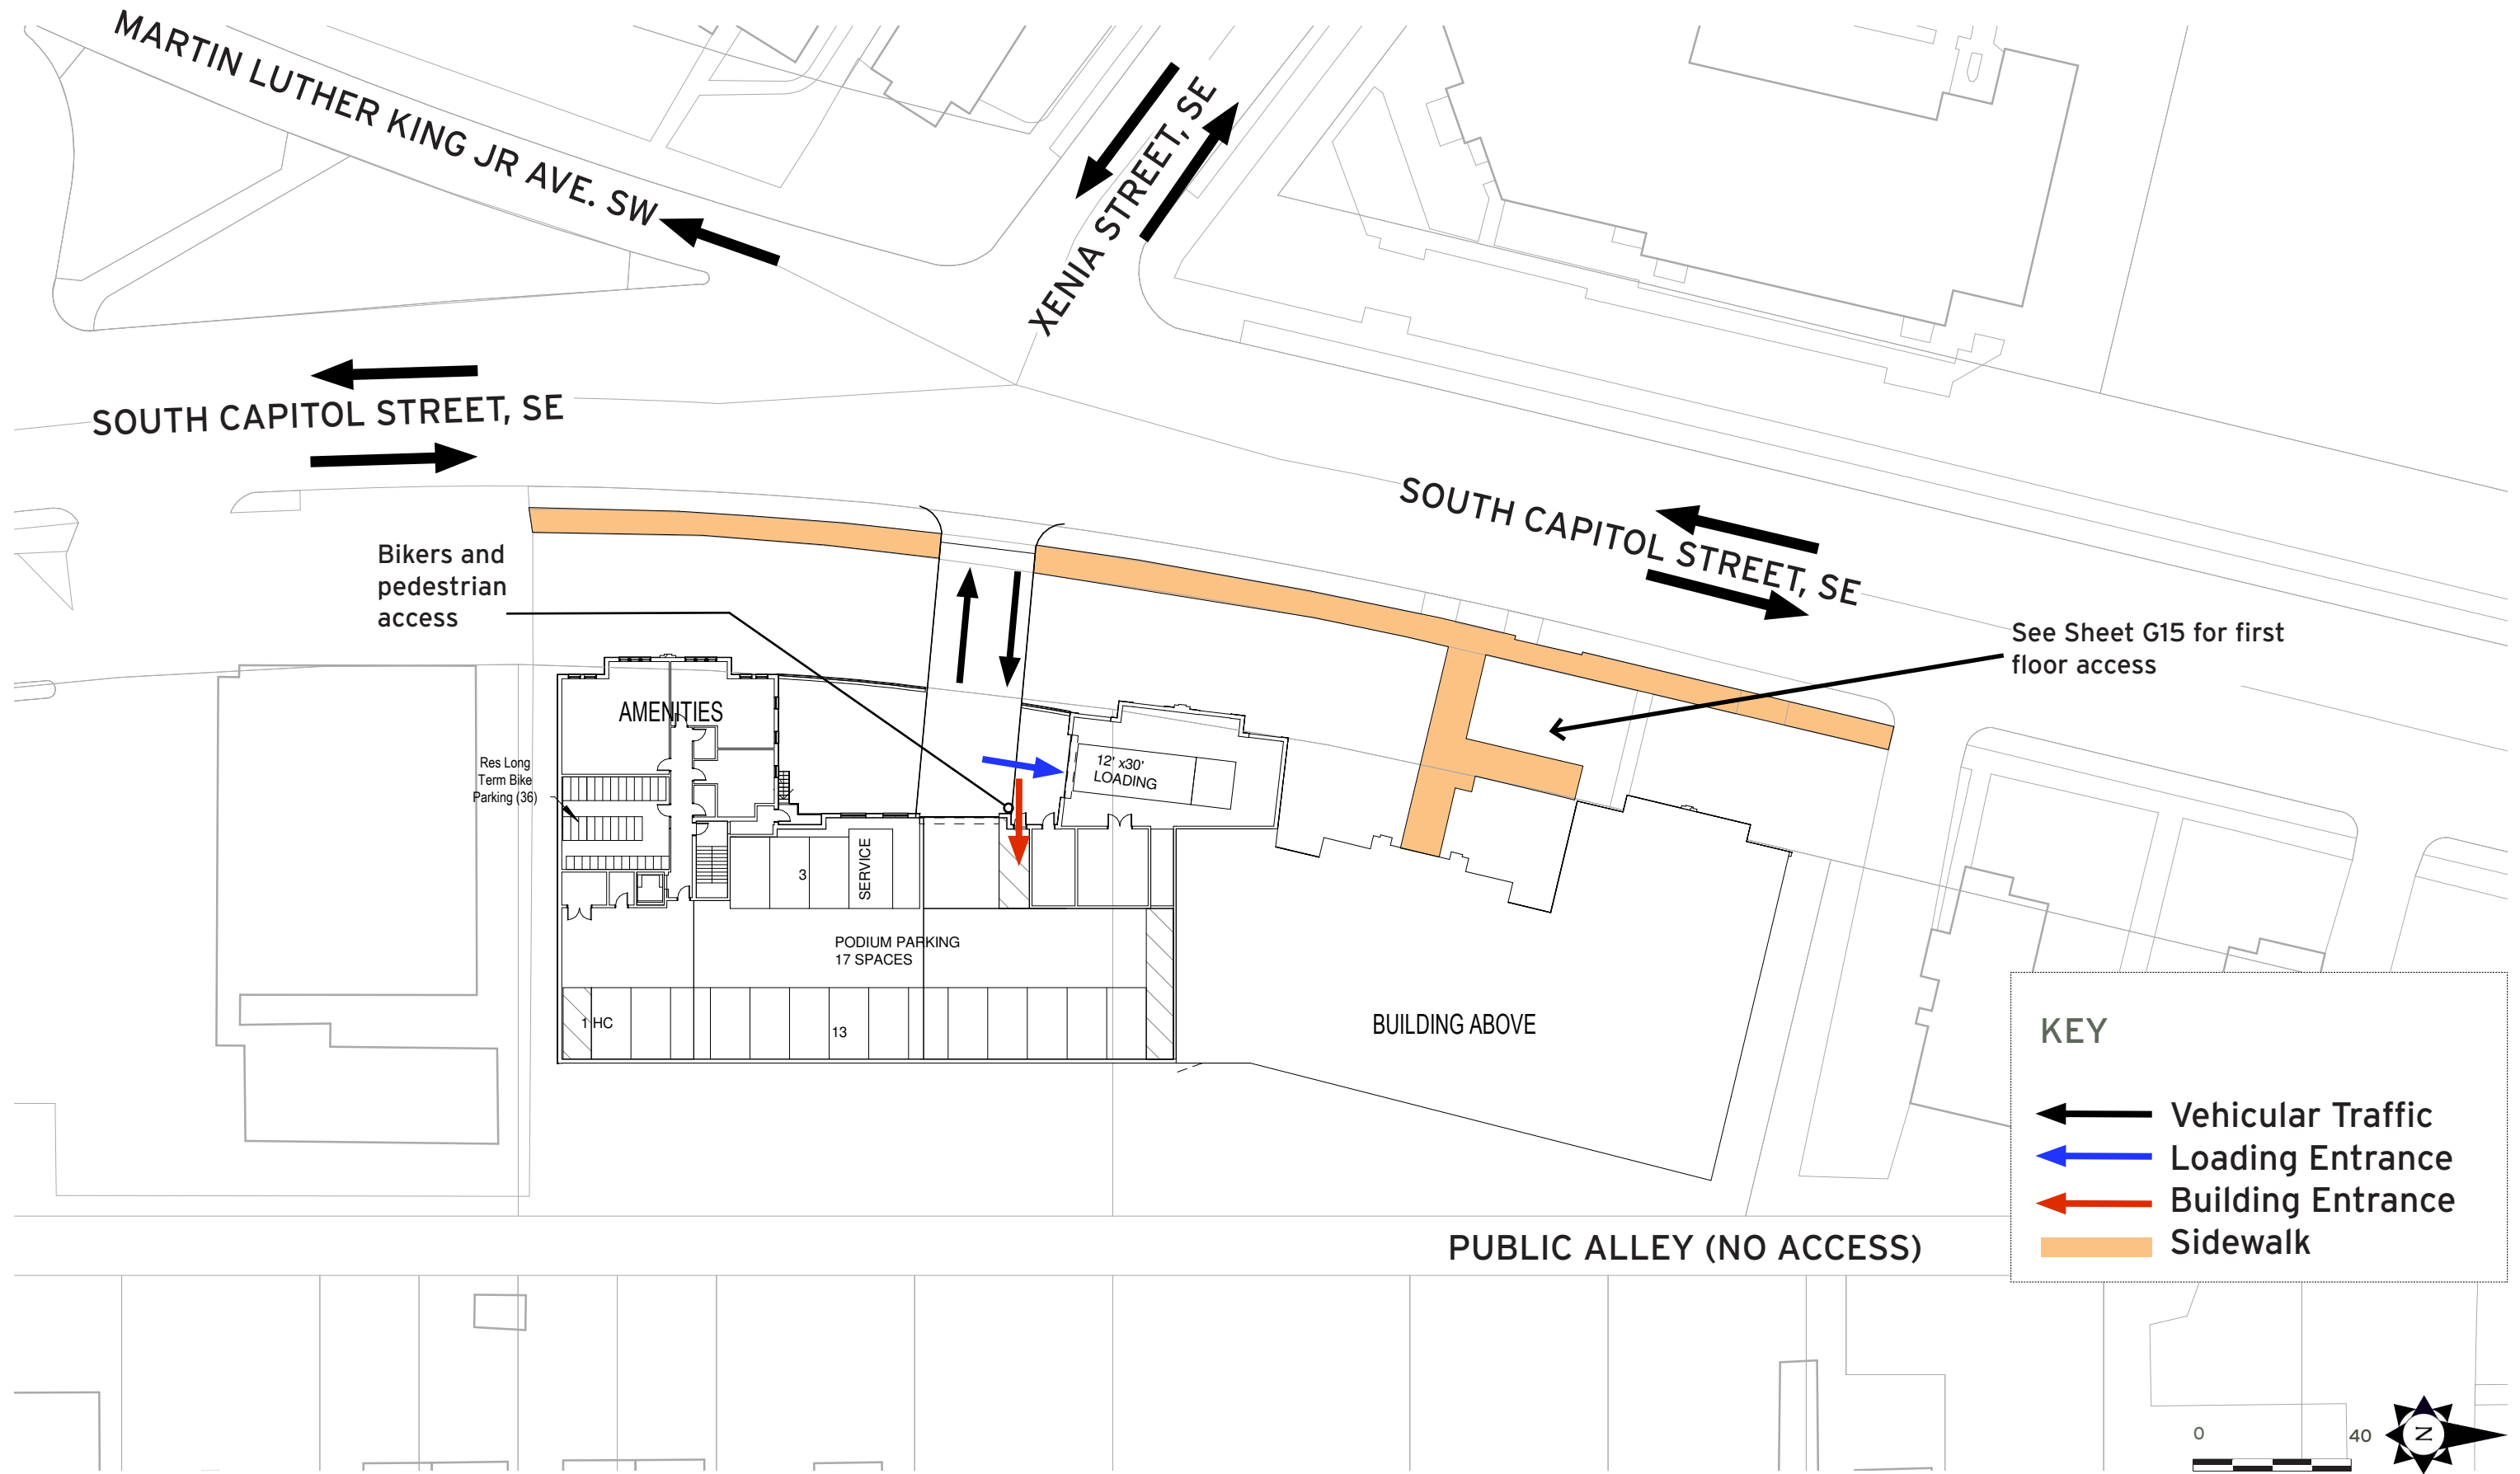 MARTIN LUTHER KING JR AVE. SW
XENIA STREET, SE
SOUTH CAPITOL STREET, SE
SOUTH CAPITOL STREET, SE
Bikers and
pedestrian
access
See Sheet G15 for first
floor access
AMENITIES
Res Long
Term Bike
Parking (36)
12' x30'
LOADING
3
SERVICE
PODIUM PARKING
17 SPACES
1 HC
13
BUILDING ABOVE
PUBLIC ALLEY (NO ACCESS)
KEY
Vehicular Traffic
Loading Entrance
Building Entrance
Sidewalk
0
40
N